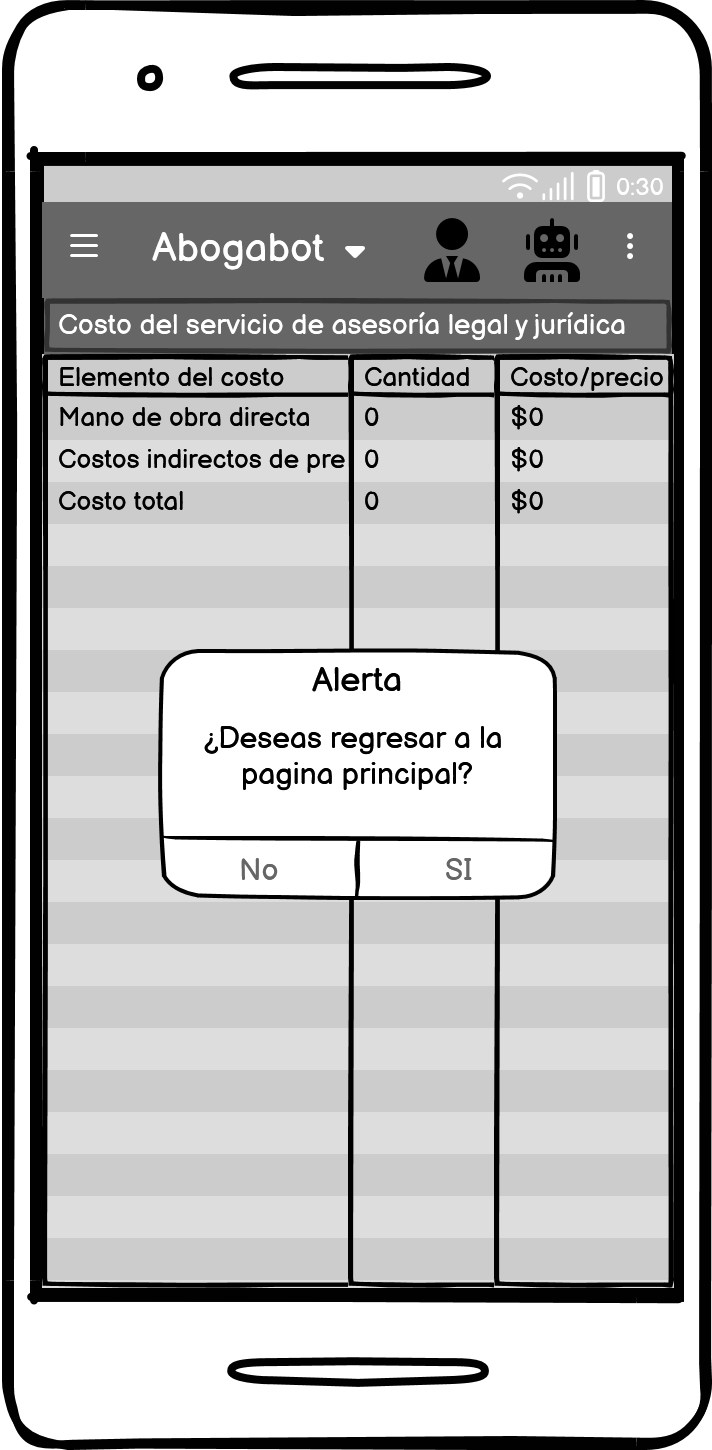 0:30
Abogabot
Costo del servicio de asesoría legal y jurídica
Elemento del costo Cantidad Costo/precio
Mano de obra directa 0 $0
Costos indirectos de pre 0 $0
Costo total 0 $0
Alerta
¿Deseas regresar a la
pagina principal?
No SI